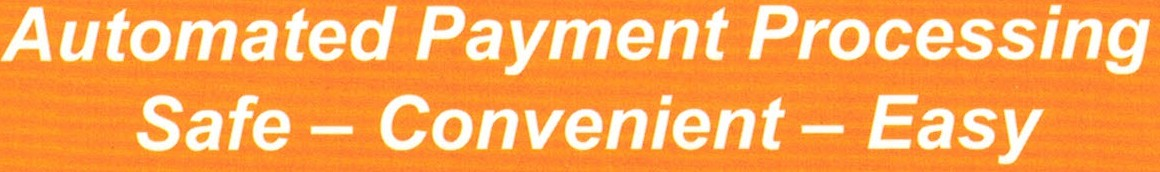 Automated Payment Processing
Safe – Convenient – Easy